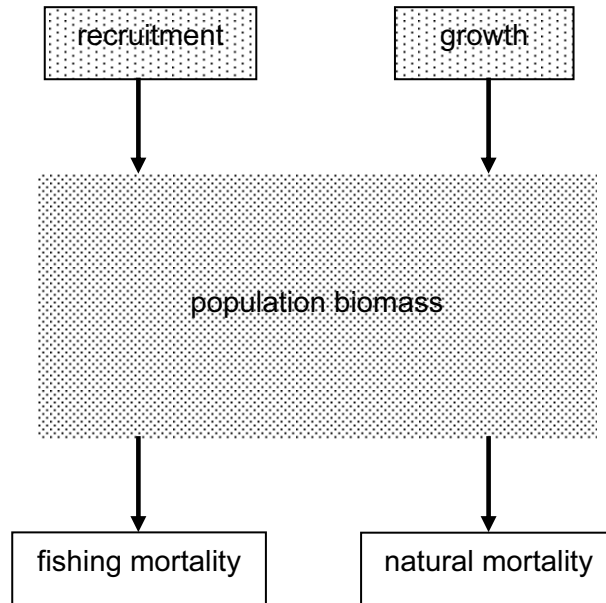 recruitment
growth
population biomass
fishing mortality
natural mortality